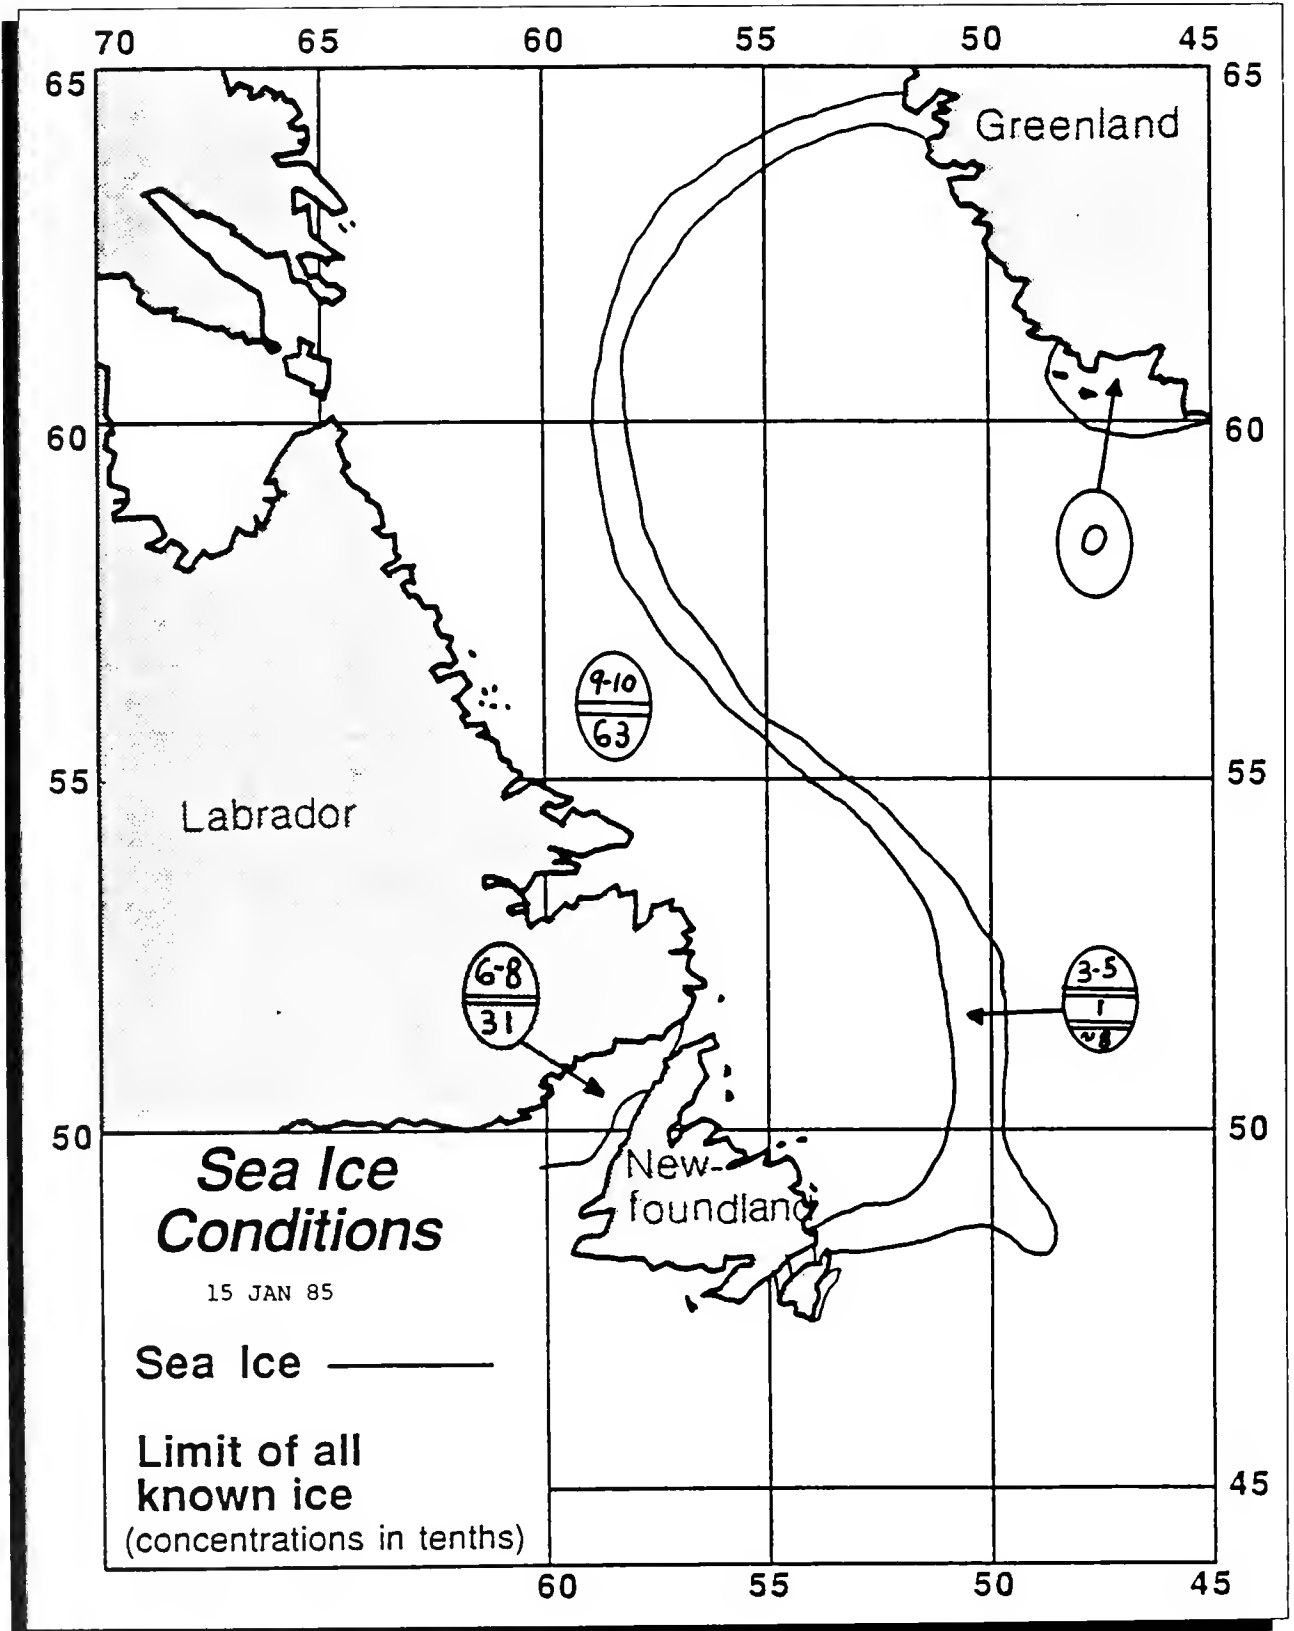 70 65 60 55 50 45
65 65
Greenland
60 60
0
9-10
63
55 55
Labrador
6-8
31
3-5
1
~8
50 50
New-
foundland
Sea Ice
Conditions
15 JAN 85
Sea Ice
Limit of all
known ice
45
(concentrations in tenths)
60 55 50 45